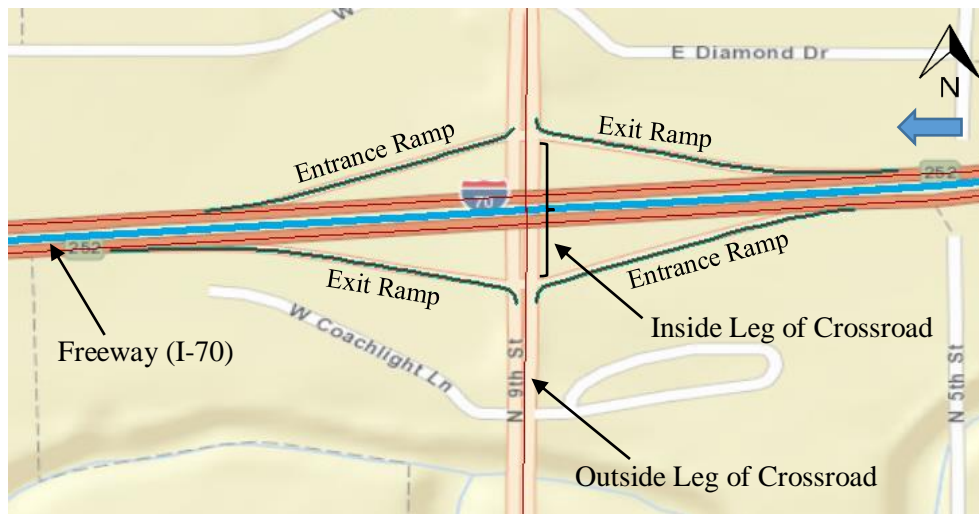 W
E Diamond Dr
N
Entrance Ramp
Exit Ramp
252
70
252
Exit Ramp
Entrance Ramp
Inside Leg of Crossroad
W Coachlight Ln
Freeway (I-70)
N 9th St
N 5th St
Outside Leg of Crossroad